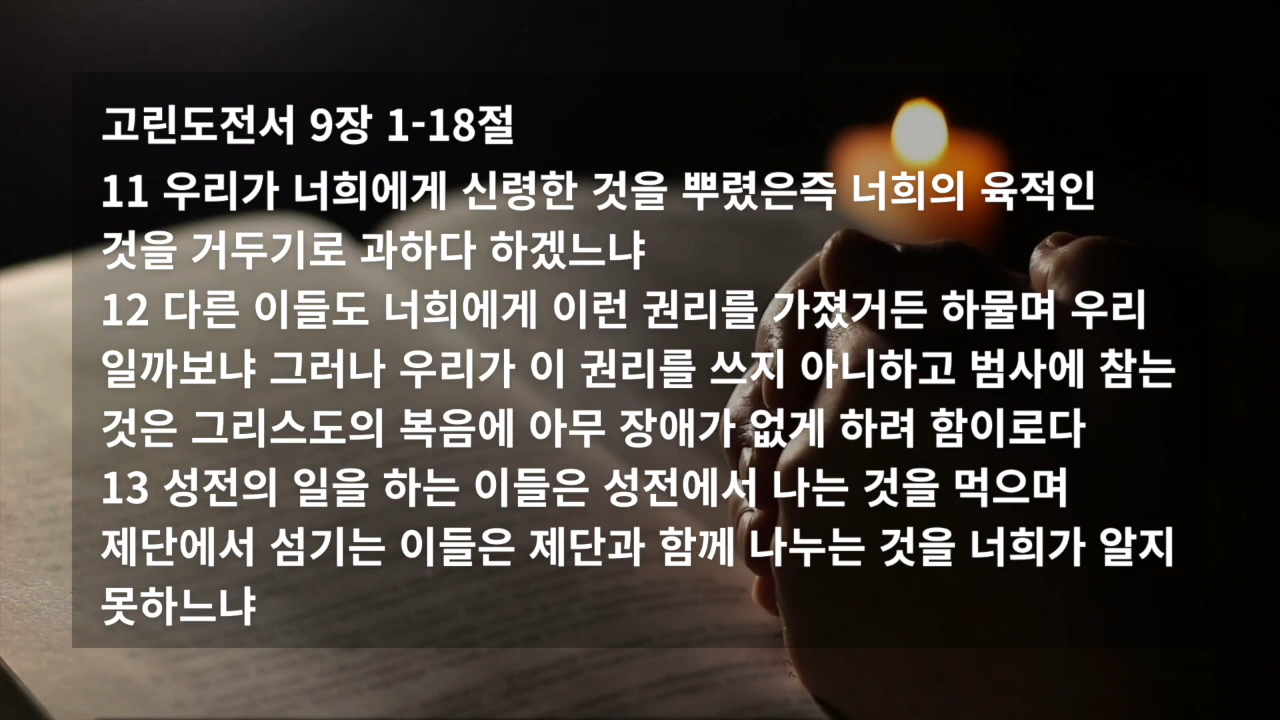 고린도전서 9장 1-18절
11 우리가 너희에게 신령한 것을 뿌렸은즉 너희의 육적인
것을 거두기로 과하다 하겠느냐
12 다른 이들도 너희에게 이런 권리를 가졌거든 하물며 우리
일까보냐 그러나 우리가 이 권리를 쓰지 아니하고 범사에 참는
것은 그리스도의 복음에 아무 장애가 없게 하려 함이로다
13 성전의 일을 하는 이들은 성전에서 나는 것을 먹으며
제단에서 섬기는 이들은 제단과 함께 나누는 것을 너희가 알지
못하느냐